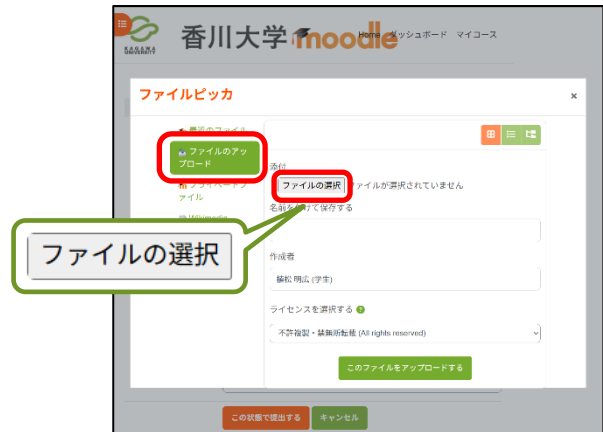 KAGAWA
UNIVERSITY
香川大学 moodle
Home ダッシュボード マイコース
ファイルピッカ
×
最近のファイル
ファイルのアッ
プロード
添付
ファイルの選択 ファイルが選択されていません
プライベートフ
ァイル
名前を付けて保存する
Wikimedia
ファイルの選択
作成者
植松 明広 (学生)
ライセンスを選択する ?
不許複製・禁無断転載 (All rights reserved)
このファイルをアップロードする
この状態で提出する キャンセル